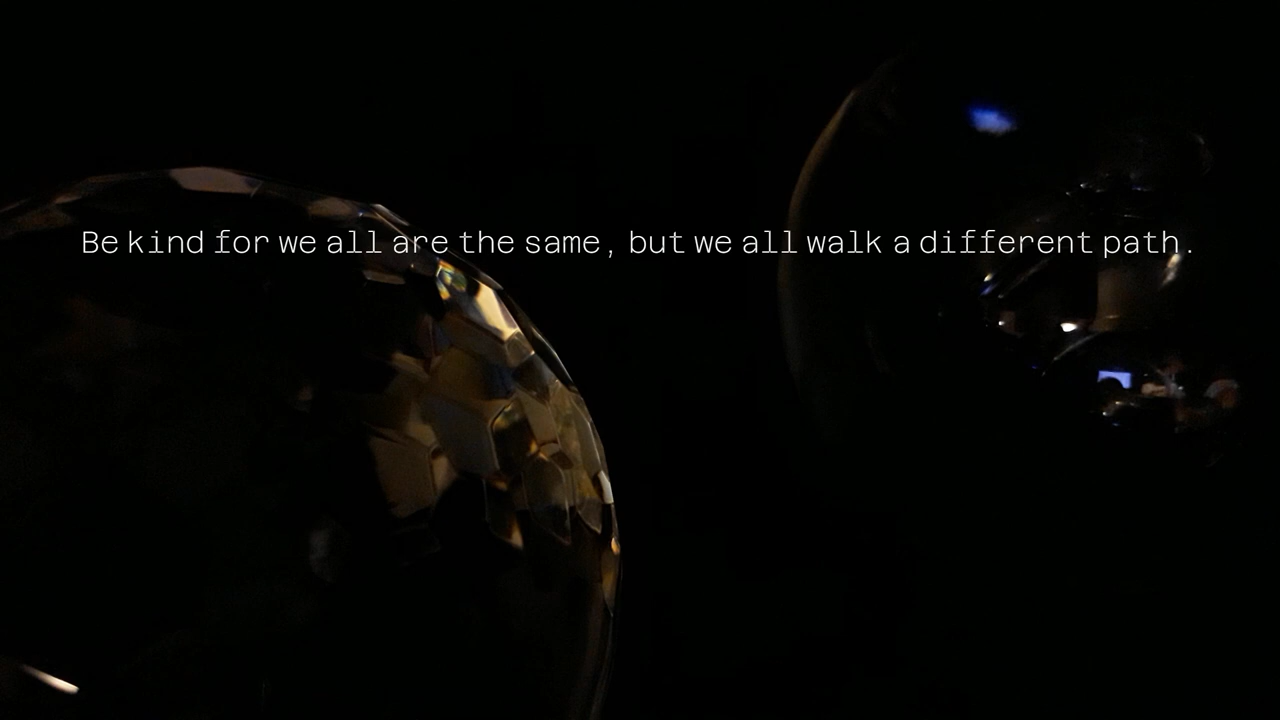 Be kind for we all are the same, but we all walk a different path.